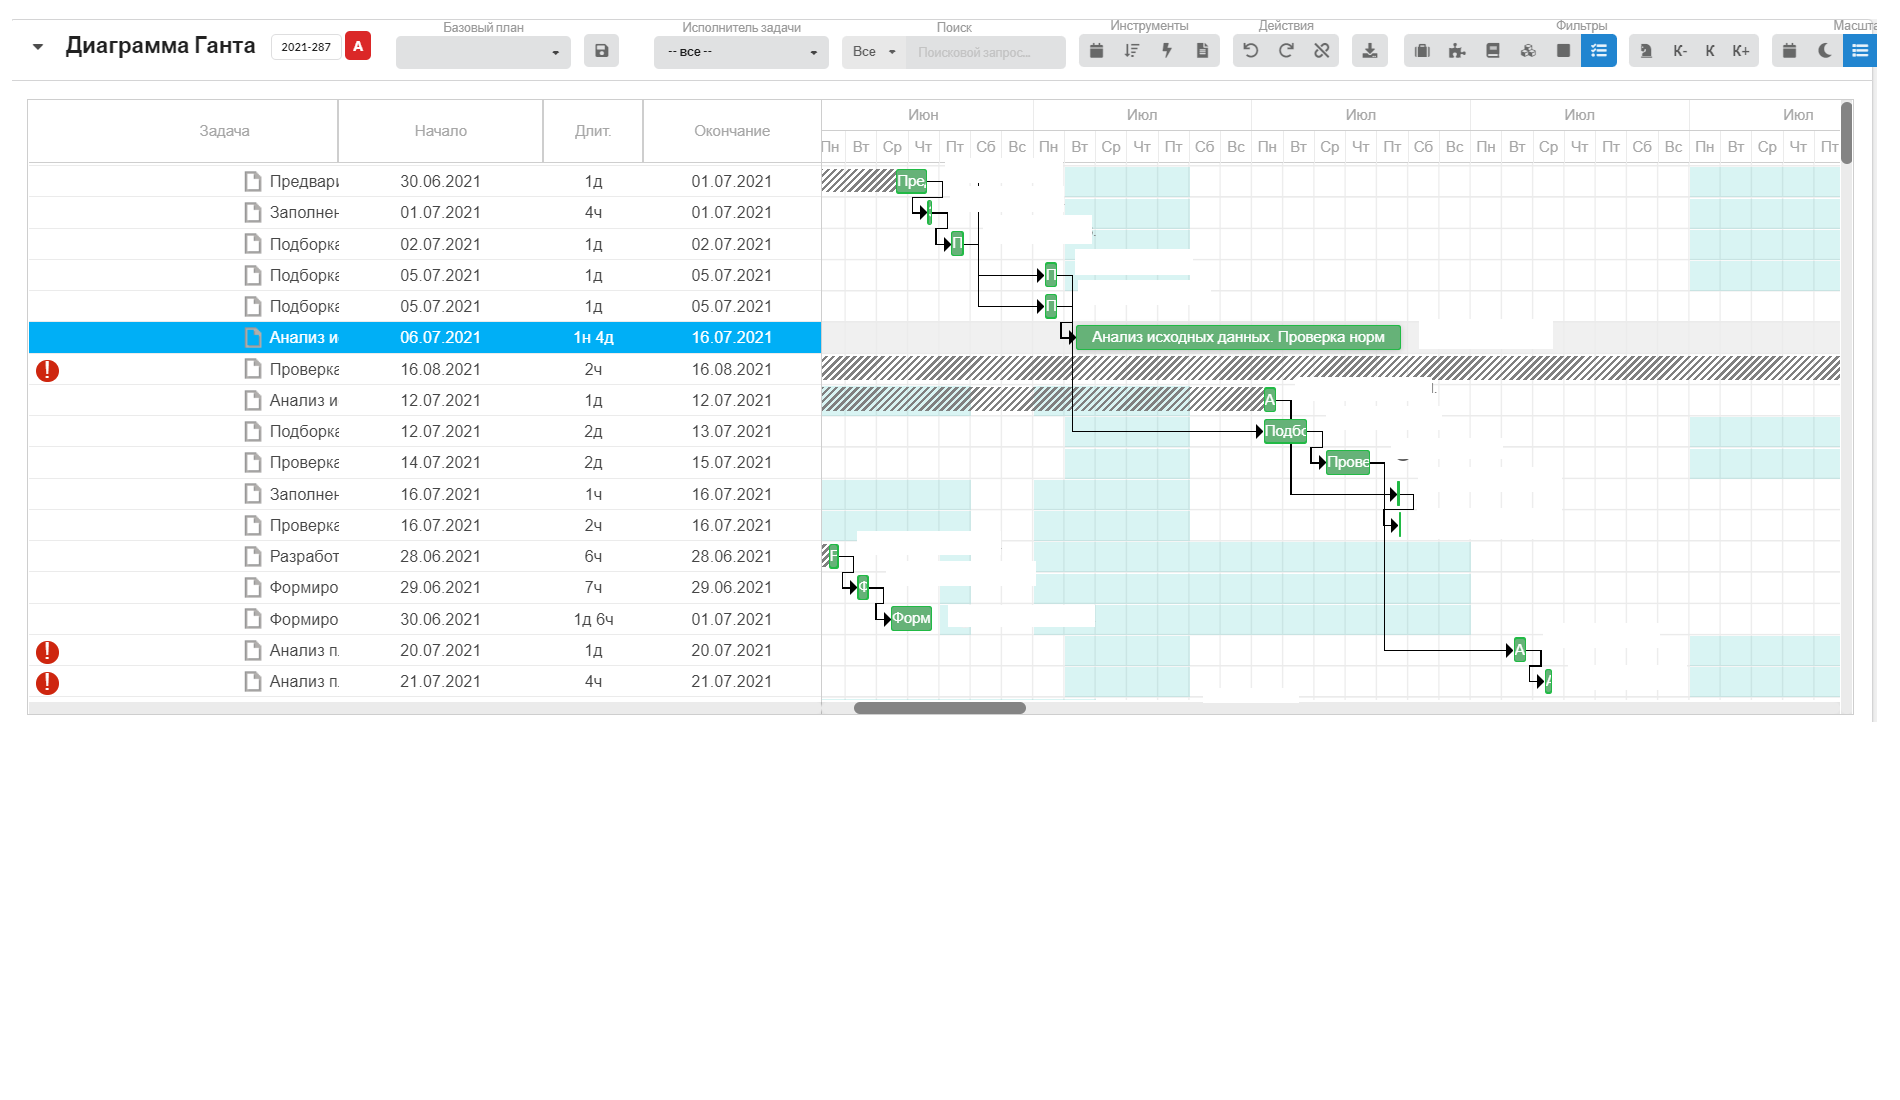 Базовый план
Исполнитель задачи
Поиск
Инструменты
Действия
Фильтры
Масшта
Диаграмма Ганта
2021-287
A
-- все --
Все
Поисковой запрос...
К-
К
К+
Задача
Начало
Длит.
Окончание
Июн
Июл
Июл
Июл
Июл
Пн Вт Ср Чт Пт Сб Вс Пн Вт Ср Чт Пт Сб Вс Пн Вт Ср Чт Пт Сб Вс Пн Вт Ср Чт Пт Сб Вс Пн Вт Ср Чт Пт
Предвари 30.06.2021 1д 01.07.2021 Пред
Заполнен 01.07.2021 4ч 01.07.2021
Подборка 02.07.2021 1д 02.07.2021 П
Подборка 05.07.2021 1д 05.07.2021 П
Подборка 05.07.2021 1д 05.07.2021 П
Анализ и 06.07.2021 1н 4д 16.07.2021 Анализ исходных данных. Проверка норм
Проверка 16.08.2021 2ч 16.08.2021
Анализ и 12.07.2021 1д 12.07.2021 А
Подборка 12.07.2021 2д 13.07.2021 Подбо
Проверка 14.07.2021 2д 15.07.2021 Прове
Заполнен 16.07.2021 1ч 16.07.2021
Проверка 16.07.2021 2ч 16.07.2021
Разработ 28.06.2021 6ч 28.06.2021 Р
Формиро 29.06.2021 7ч 29.06.2021 Ф
Формиро 30.06.2021 1д 6ч 01.07.2021 Форм
Анализ п. 20.07.2021 1д 20.07.2021 А
Анализ п. 21.07.2021 4ч 21.07.2021 А